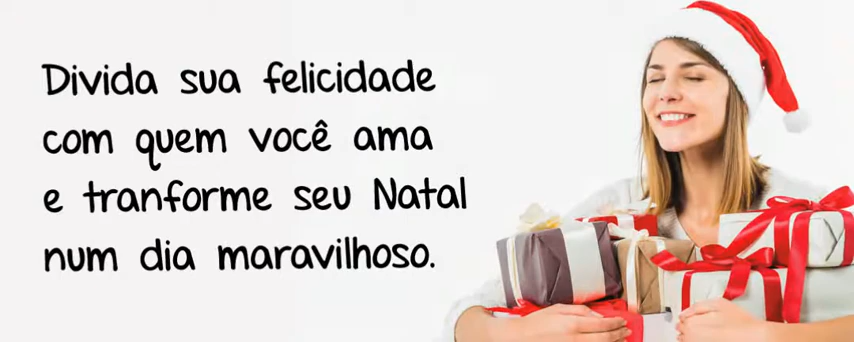 Divida sua felicidade
com quem você ama
e tranforme seu Natal
num dia maravilhoso.